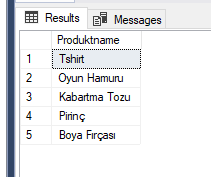 Results Messages
Produktname
1 Tshirt
2 Oyun Hamuru
3 Kabartma Tozu
4 Pirinç
5 Boya Fırçası